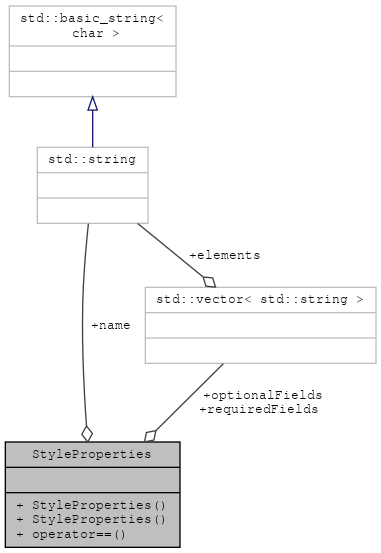 std::basic_string<
char >
std::string
+elements
std::vector< std::string >
+name
+optionalFields
+requiredFields
StyleProperties
+ StyleProperties()
+ StyleProperties()
+ operator==()